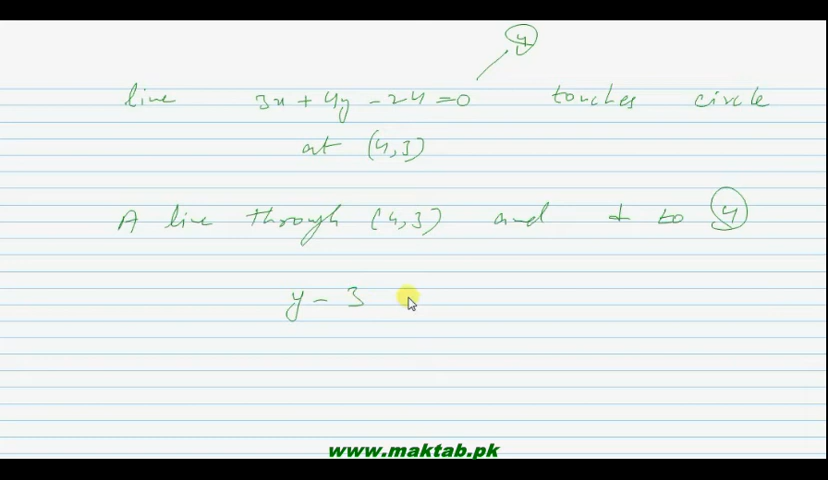 4
line 3x + 4y - 24 = 0 touches circle
at (4,3)
A line through (4,3) and ⊥ to 4
y - 3
www.maktab.pk